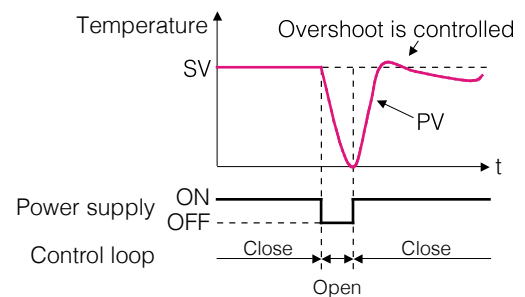 Temperature
Overshoot is controlled
SV
PV
t
Power supply
ON
OFF
Control loop
Close
Close
Open